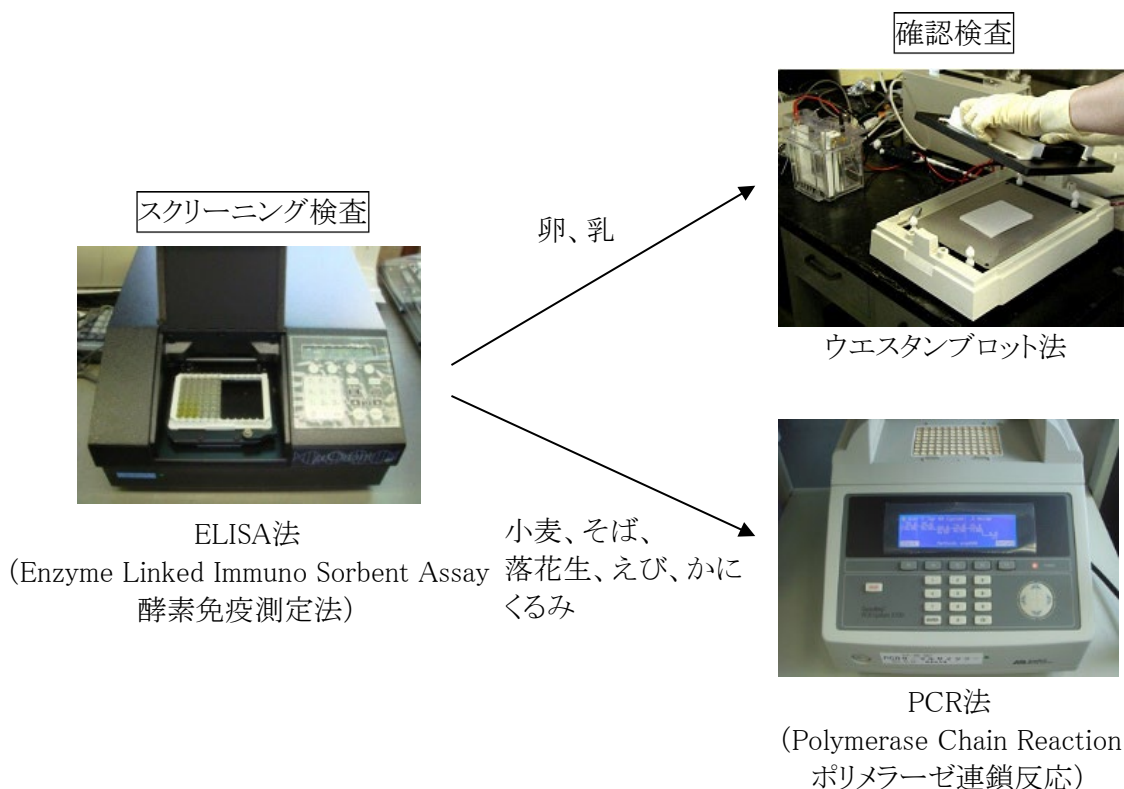 確認検査
スクリーニング検査
卵、乳
ウエスタンブロット法
ELISA法
(Enzyme Linked Immuno Sorbent Assay
酵素免疫測定法)
小麦、そば、
落花生、えび、かに
くるみ
PCR法
(Polymerase Chain Reaction
ポリメラーゼ連鎖反応)